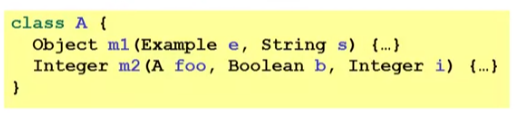 class A {
Object m1(Example e, String s) {…}
Integer m2(A foo, Boolean b, Integer i) {…}
}